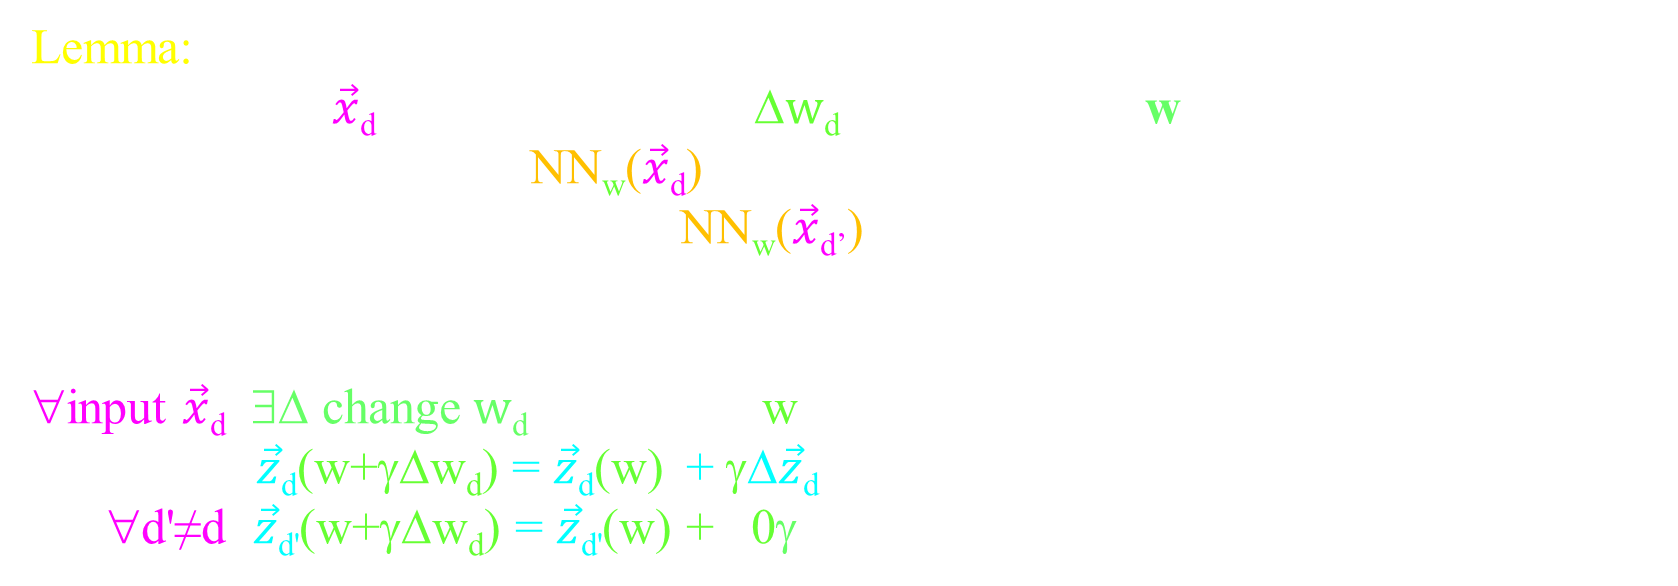 Lemma:
x⃗d Δwd w
NNw(x⃗d)
NNw(x⃗d’)
∀input x⃗d ∃Δ change wd w
z⃗d(w+γΔwd) = z⃗d(w) + γΔz⃗d
∀d'≠d z⃗d'(w+γΔwd) = z⃗d'(w) + 0γ